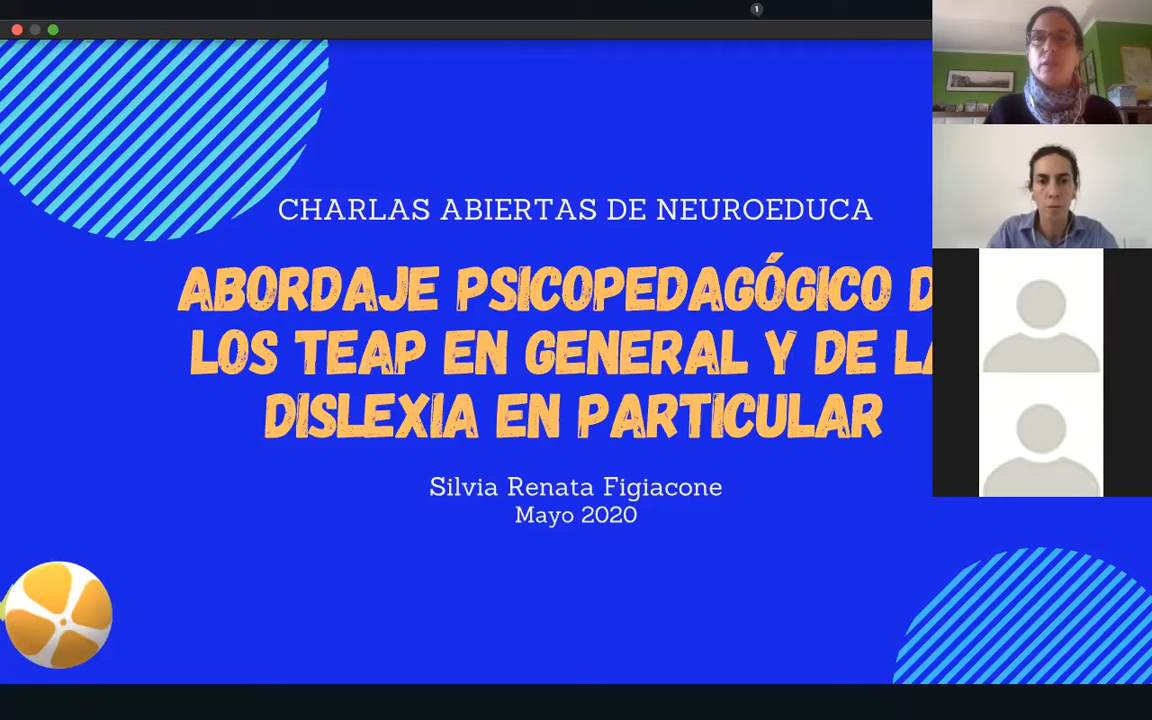 1
CHARLAS ABIERTAS DE NEUROEDUCA
ABORDAJE PSICOPEDAGÓGICO D
LOS TEAP EN GENERAL Y DE LA
DISLEXIA EN PARTICULAR
Silvia Renata Figiacone
Mayo 2020